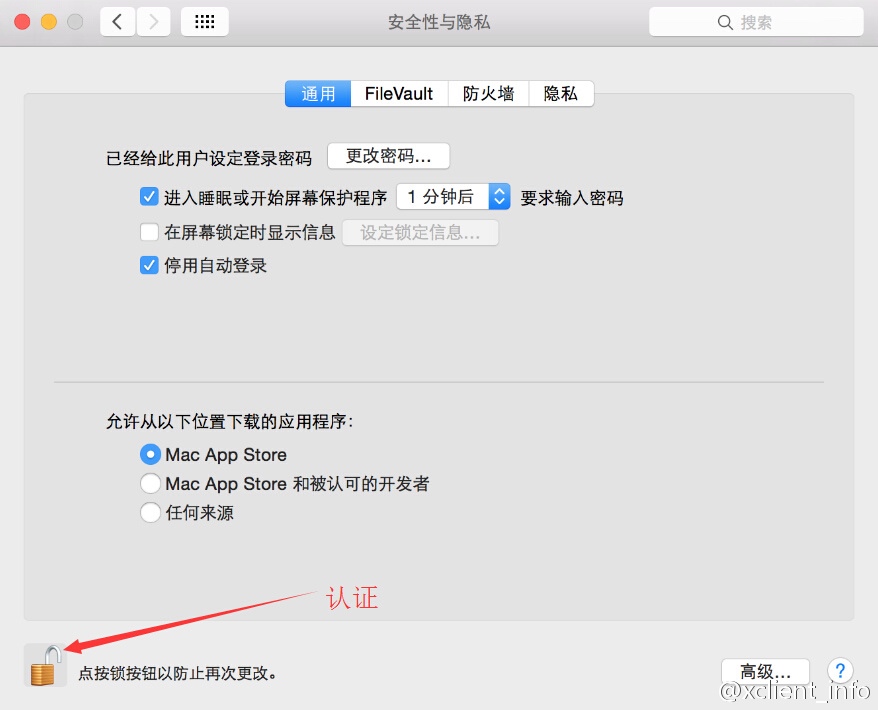 安全性与隐私
搜索
通用 FileVault 防火墙 隐私
已经给此用户设定登录密码 更改密码...
进入睡眠或开始屏幕保护程序 1 分钟后 要求输入密码
在屏幕锁定时显示信息 设定锁定信息...
停用自动登录
允许从以下位置下载的应用程序：
Mac App Store
Mac App Store 和被认可的开发者
任何来源
认证
点按锁按钮以防止再次更改。
高级... ?
@xclient_info